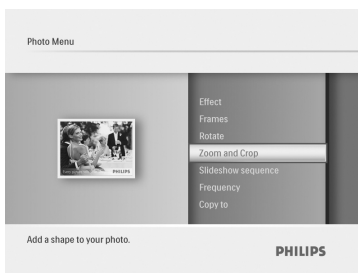 Photo Menu
Effect
Frames
Rotate
Zoom and Crop
Slideshow sequence
Frequency
Copy to
PHILIPS
Add a shape to your photo.
PHILIPS